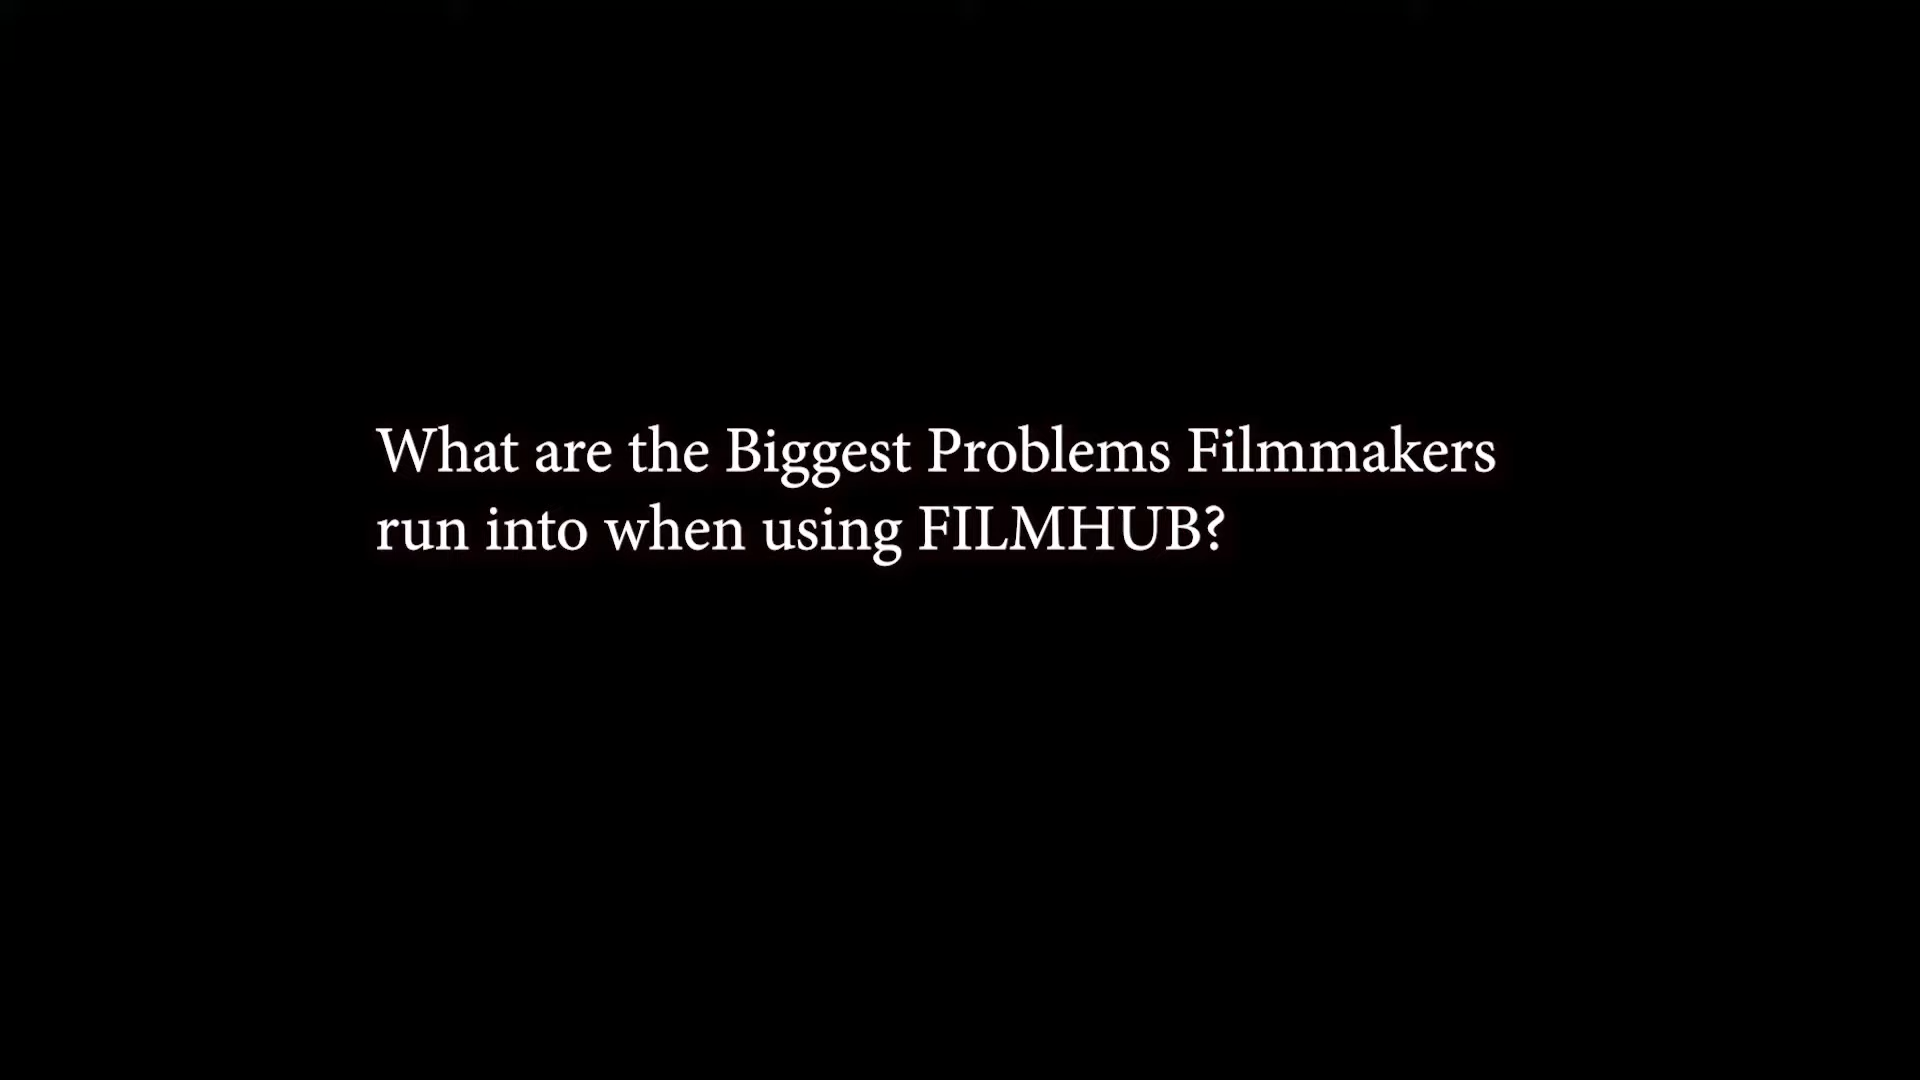 What are the Biggest Problems Filmmakers
run into when using FILMHUB?